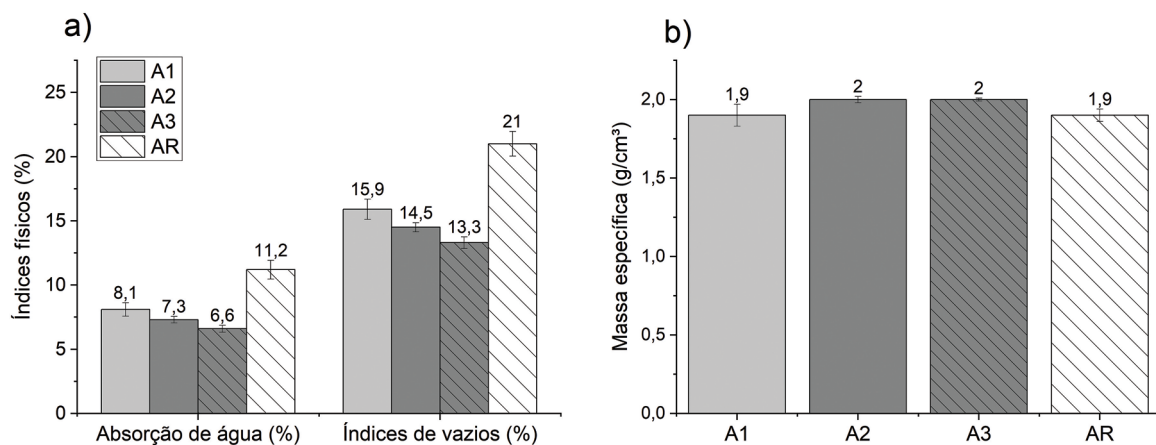 a)
Índices físicos (%)
25
20
15
10
5
0
A1
A2
A3
AR
8,1
7,3
6,6
11,2
15,9
14,5
13,3
21
Absorção de água (%)
Índices de vazios (%)
b)
Massa específica (g/cm³)
2,0
1,5
1,0
0,5
0,0
1,9
2
2
1,9
A1
A2
A3
AR